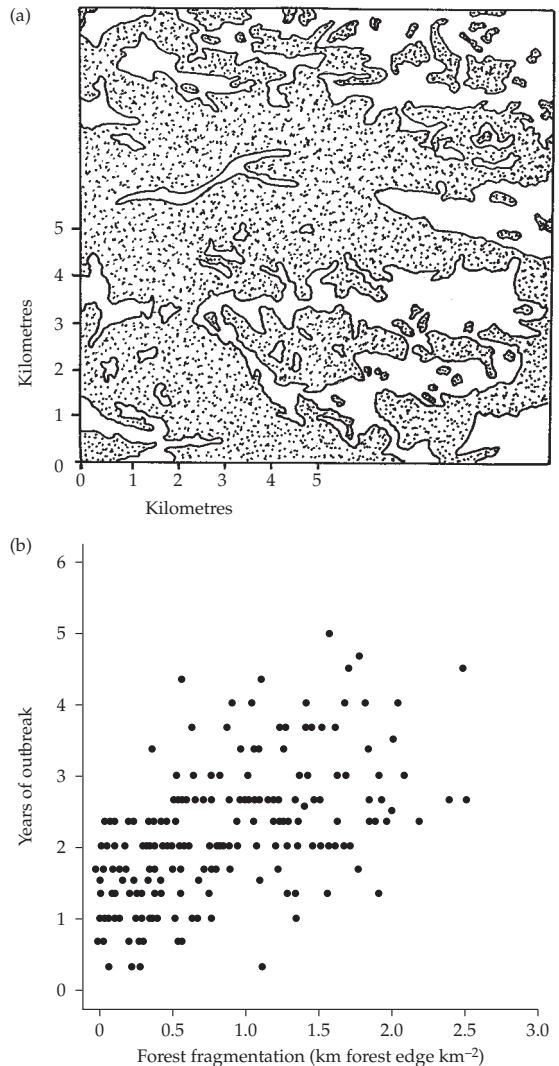 (a)
Kilometres
5
4
3
2
1
0
0 1 2 3 4 5
Kilometres
(b)
Years of outbreak
6
5
4
3
2
1
0
0 0.5 1.0 1.5 2.0 2.5 3.0
Forest fragmentation (km forest edge km⁻²)